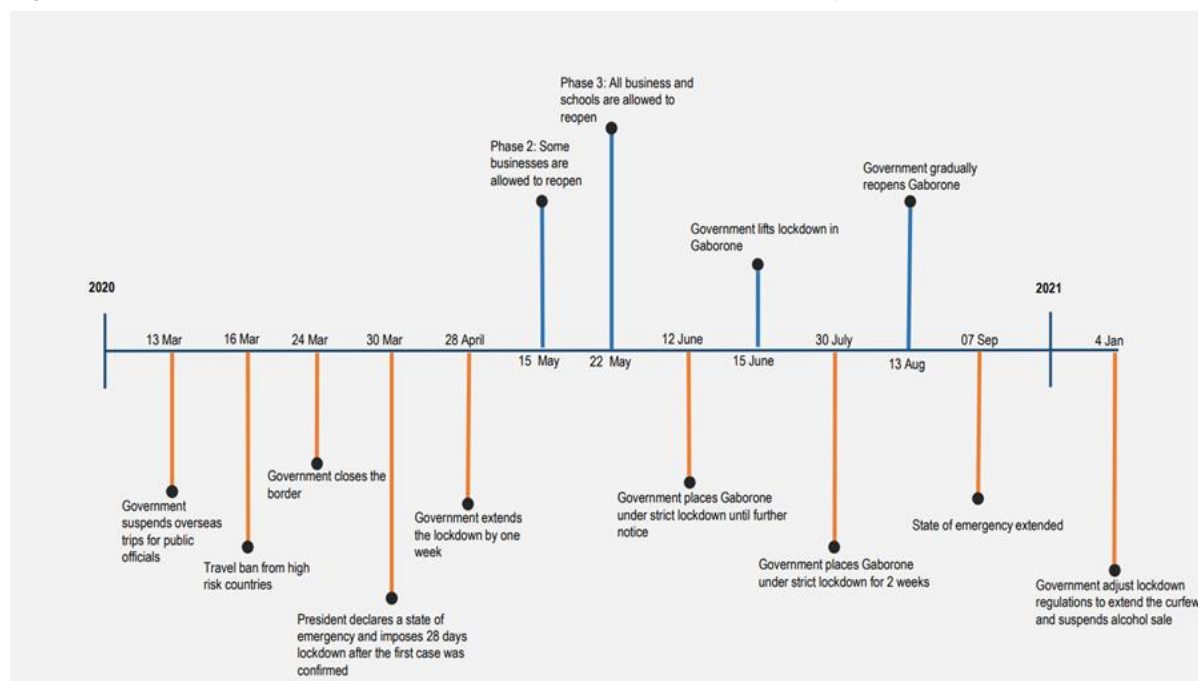 Phase 3: All business and
schools are allowed to
reopen
Phase 2: Some
businesses are
allowed to reopen
Government gradually
reopens Gaborone
Government lifts lockdown in
Gaborone
2020
2021
13 Mar
16 Mar
24 Mar
30 Mar
28 April
15 May
22 May
12 June
15 June
30 July
13 Aug
07 Sep
4 Jan
Government
suspends overseas
trips for public
officials
Travel ban from high
risk countries
Government closes the
border
President declares a state of
emergency and imposes 28 days
lockdown after the first case was
confirmed
Government extends
the lockdown by one
week
Government places Gaborone
under strict lockdown until further
notice
Government places Gaborone
under strict lockdown for 2 weeks
State of emergency extended
Government adjust lockdown
regulations to extend the curfew
and suspends alcohol sale